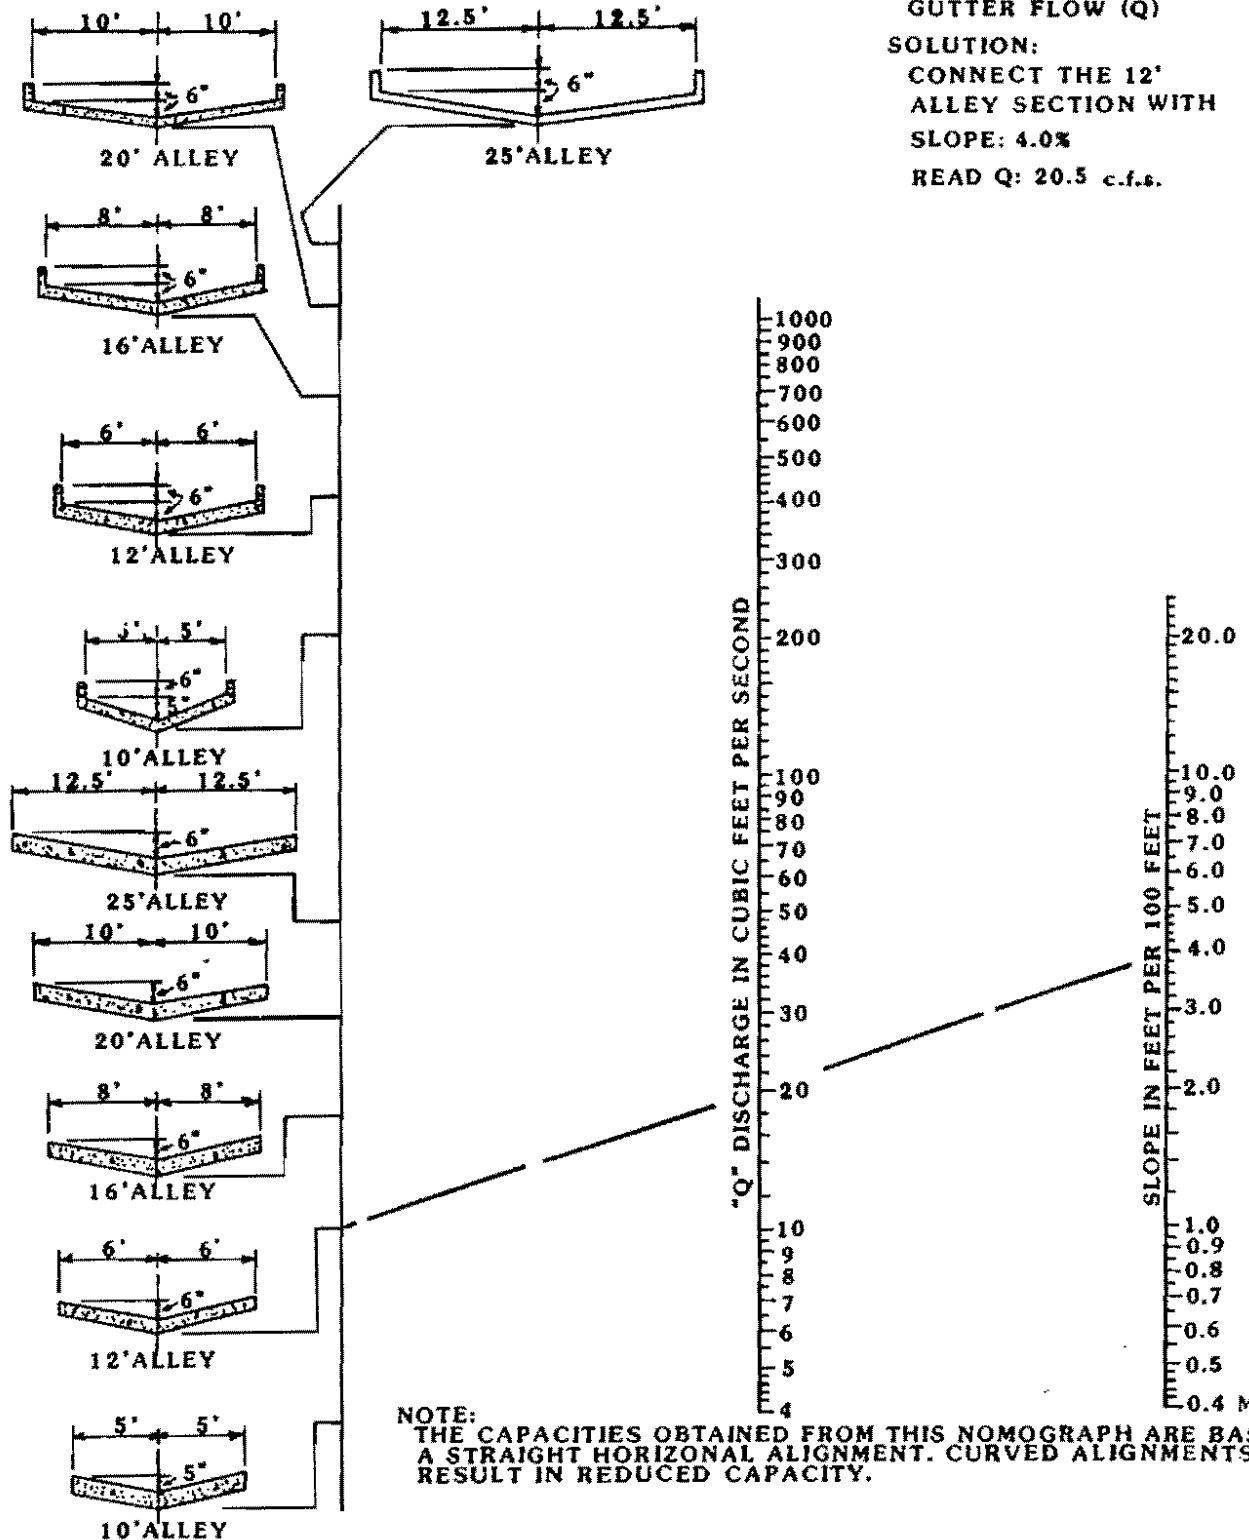 10' 10'
6"
20' ALLEY
12.5' 12.5'
6"
25' ALLEY
GUTTER FLOW (Q)
SOLUTION:
CONNECT THE 12'
ALLEY SECTION WITH
SLOPE: 4.0%
READ Q: 20.5 c.f.s.
8' 8'
6"
16' ALLEY
6' 6'
6"
12' ALLEY
5' 5'
6"
5"
10' ALLEY
12.5' 12.5'
6"
25' ALLEY
10' 10'
6"
20' ALLEY
8' 8'
6"
16' ALLEY
6' 6'
6"
12' ALLEY
5' 5'
5"
10' ALLEY
"Q" DISCHARGE IN CUBIC FEET PER SECOND
1000
900
800
700
600
500
400
300
200
100
90
80
70
60
50
40
30
20
10
9
8
7
6
5
4
SLOPE IN FEET PER 100 FEET
20.0
10.0
9.0
8.0
7.0
6.0
5.0
4.0
3.0
2.0
1.0
0.9
0.8
0.7
0.6
0.5
0.4 M
NOTE:
THE CAPACITIES OBTAINED FROM THIS NOMOGRAPH ARE BAS
A STRAIGHT HORIZONAL ALIGNMENT. CURVED ALIGNMENTS
RESULT IN REDUCED CAPACITY.